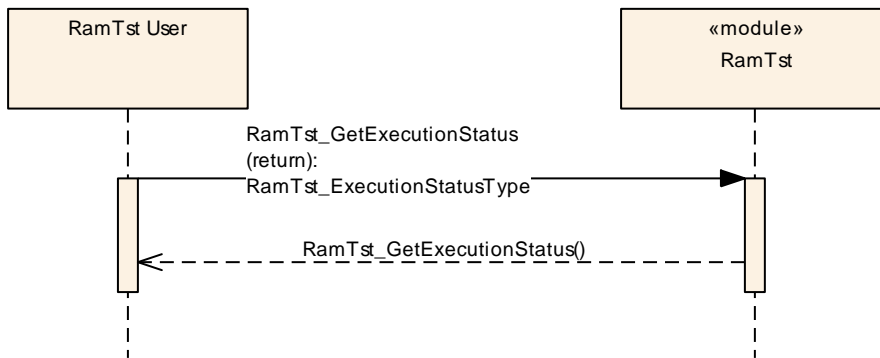 RamTst User
«module»
RamTst
RamTst_GetExecutionStatus
(return):
RamTst_ExecutionStatusType
RamTst_GetExecutionStatus()